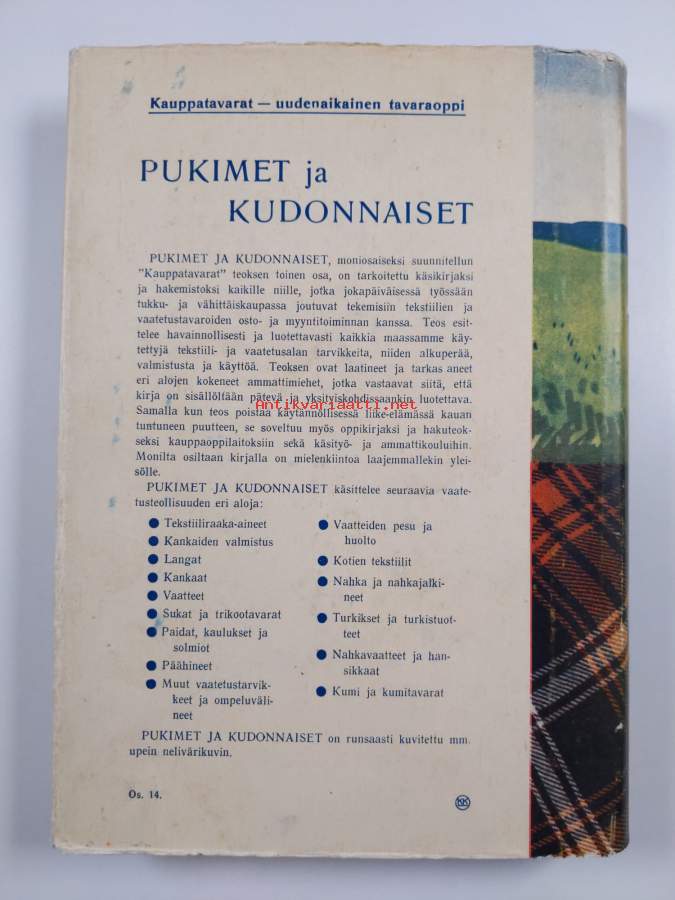 Kauppatavarat — uudenaikainen tavaraoppi
PUKIMET ja
KUDONNAISET
PUKIMET JA KUDONNAISET, moniosaiseksi suunnitellun
"Kauppatavarat" teoksen toinen osa, on tarkoitettu käsikirjaksi
ja hakemistoksi kaikille niille, jotka jokapäiväisessä työssään
tukku- ja vähittäiskaupassa joutuvat tekemisiin tekstiilien ja
vaatetustavaroiden osto- ja myyntitoiminnan kanssa. Teos esit-
telee havainnollisesti ja luotettavasti kaikkia maassamme käy-
tettyjä tekstiili- ja vaatetusalan tarvikkeita, niiden alkuperää,
valmistusta ja käyttöä. Teoksen ovat laatineet ja tarkas aneet
eri alojen kokeneet ammattimiehet, jotka vastaavat siitä, että
kirja on sisällöltään pätevä ja yksityiskohdissaankin luotettava.
Antikvariaatti.net
Samalla kun teos poistaa käytännöllisessä liike-elämässä kauan
tuntuneen puutteen, se soveltuu myös oppikirjaksi ja hakuteok-
sekseksi kauppaoppilaitoksiin sekä käsityö- ja ammattikouluihin.
Monilta osiltaan kirjalla on mielenkiintoa laajemmallekin ylei-
sölle.
PUKIMET JA KUDONNAISET käsittelee seuraavia vaate-
tusteollisuuden eri aloja:
● Tekstiiliraaka-aineet
● Kankaiden valmistus
● Langat
● Kankaat
● Vaatteet
● Sukat ja trikootavarat
● Paidat, kaulukset ja
solmiot
● Päähineet
● Muut vaatetustarvik-
keet ja ompeluväli-
neet
● Vaatteiden pesu ja
huolto
● Kotien tekstiilit
● Nahka ja nahkajalki-
neet
● Turkikset ja turkistuot-
teet
● Nahkavaatteet ja han-
sikkaat
● Kumi ja kumitavarat
PUKIMET JA KUDONNAISET on runsaasti kuvitettu mm.
upein nelivärikuvin.
Os. 14.